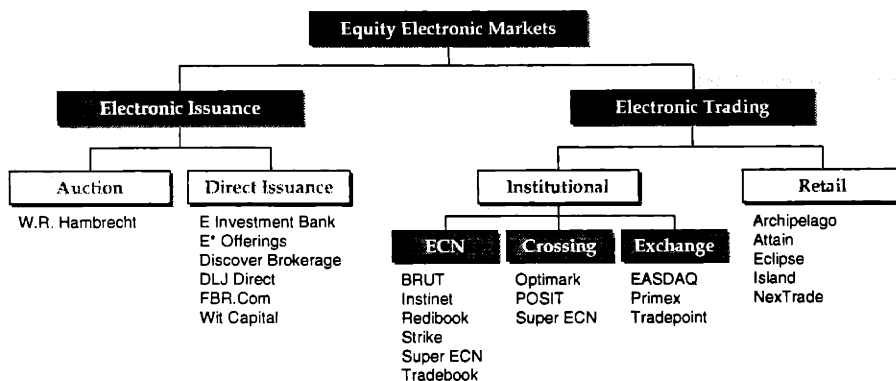 Equity Electronic Markets
Electronic Issuance
Electronic Trading
Auction
Direct Issuance
Institutional
Retail
W.R. Hambrecht
E Investment Bank
E* Offerings
Discover Brokerage
DLJ Direct
FBR.Com
Wit Capital
ECN
Crossing
Exchange
BRUT
Instinet
Redibook
Strike
Super ECN
Tradebook
Optimark
POSIT
Super ECN
EASDAQ
Primex
Tradepoint
Archipelago
Attain
Eclipse
Island
NexTrade